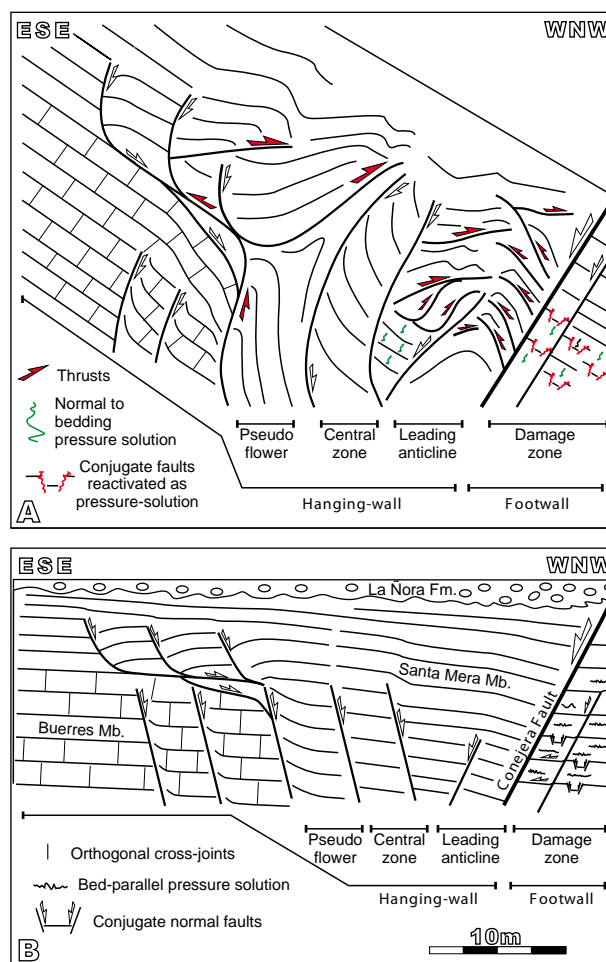 ESE WNW
Thrusts
Normal to
bedding
pressure solution
Conjugate faults
reactivated as
pressure-solution
Pseudo
flower
Central
zone
Leading
anticline
Damage
zone
Hanging-wall
Footwall
A
ESE WNW
La Ñora Fm.
Santa Mera Mb.
Buerres Mb.
Conejera Fault
Pseudo
flower
Central
zone
Leading
anticline
Damage
zone
Orthogonal cross-joints
Bed-parallel pressure solution
Conjugate normal faults
Hanging-wall
Footwall
B
10m